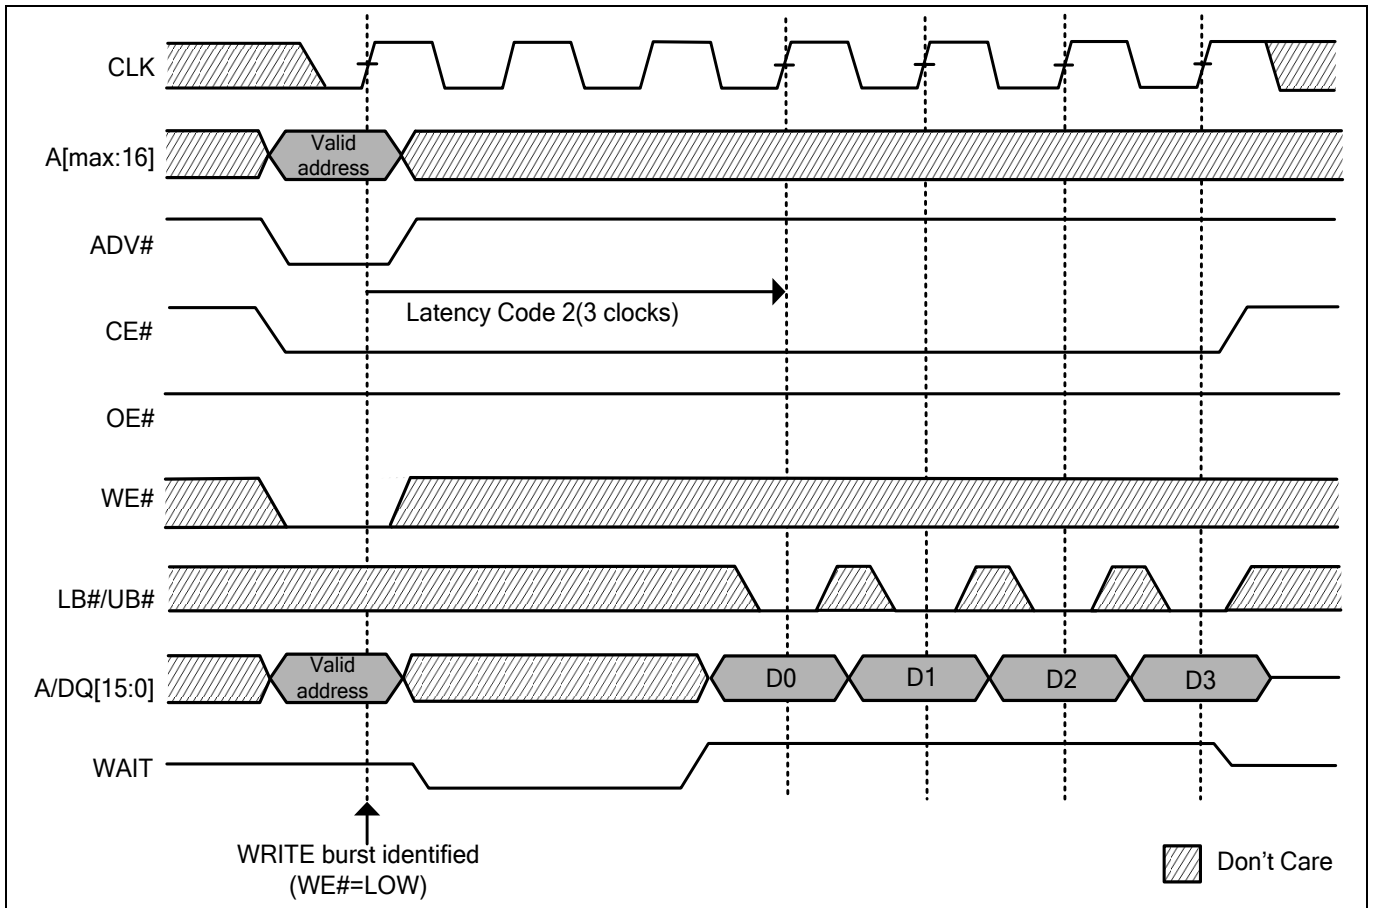 CLK
A[max:16]
Valid
address
ADV#
Latency Code 2(3 clocks)
CE#
OE#
WE#
LB#/UB#
A/DQ[15:0]
Valid
address
D0
D1
D2
D3
WAIT
WRITE burst identified
(WE#=LOW)
Don't Care